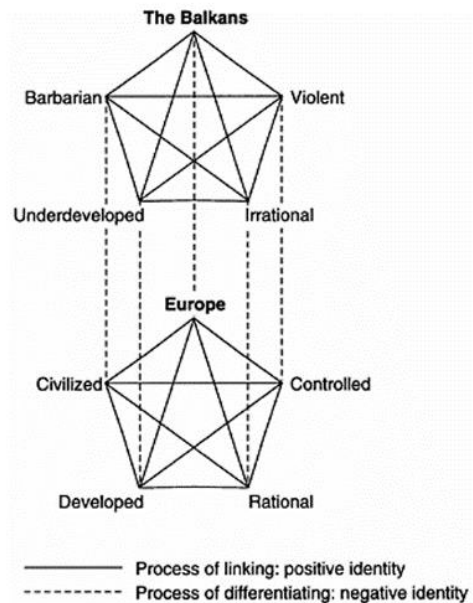 The Balkans
Barbarian Violent
Underdeveloped Irrational
Europe
Civilized Controlled
Developed Rational
Process of linking: positive identity
Process of differentiating: negative identity